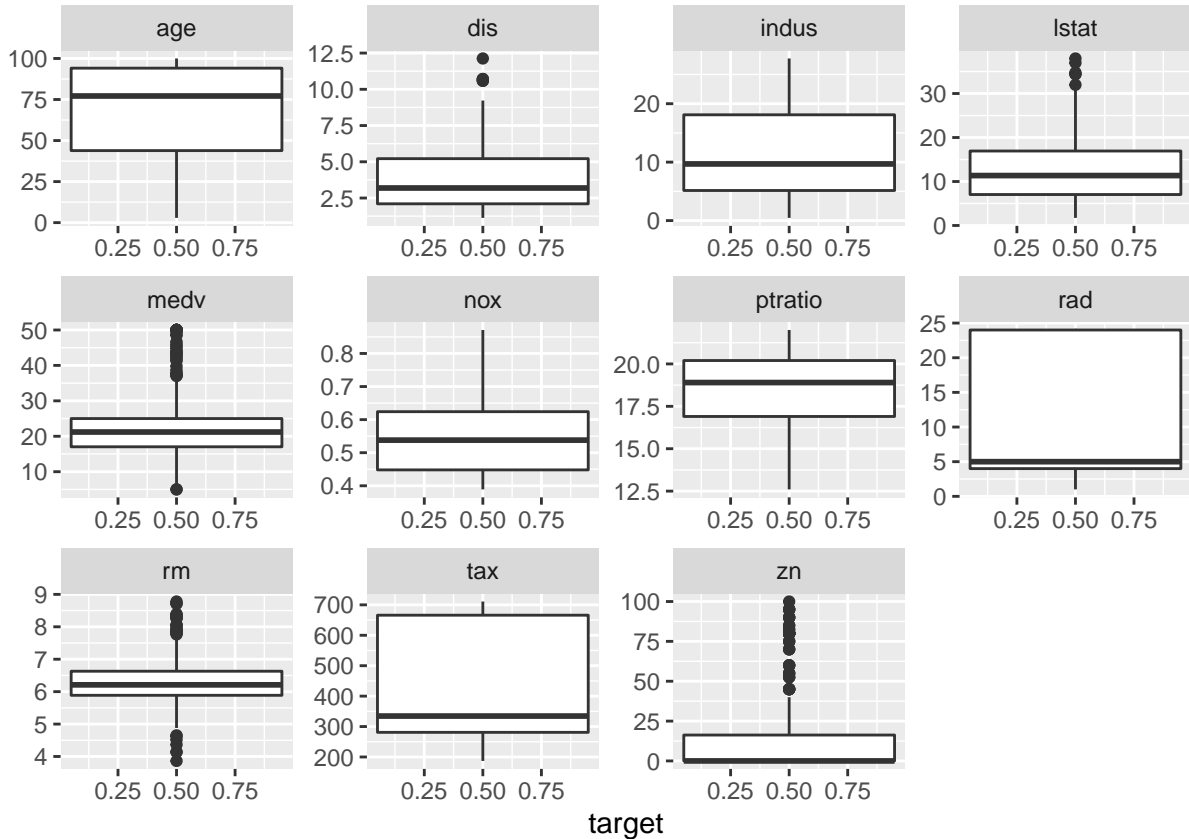 age dis indus lstat
100 12.5 20 30
75 10.0 10 20
50 7.5 0 10
25 5.0 0
0 2.5
0.25 0.50 0.75 0.25 0.50 0.75 0.25 0.50 0.75 0.25 0.50 0.75
medv nox ptratio rad
50 0.8 20.0 25
40 0.7 17.5 20
30 0.6 15.0 15
20 0.5 12.5 10
10 0.4 5
0
0.25 0.50 0.75 0.25 0.50 0.75 0.25 0.50 0.75 0.25 0.50 0.75
rm tax zn
9 700 100
8 600 75
7 500 50
6 400 25
5 300 0
4 200
0.25 0.50 0.75 0.25 0.50 0.75 0.25 0.50 0.75
target